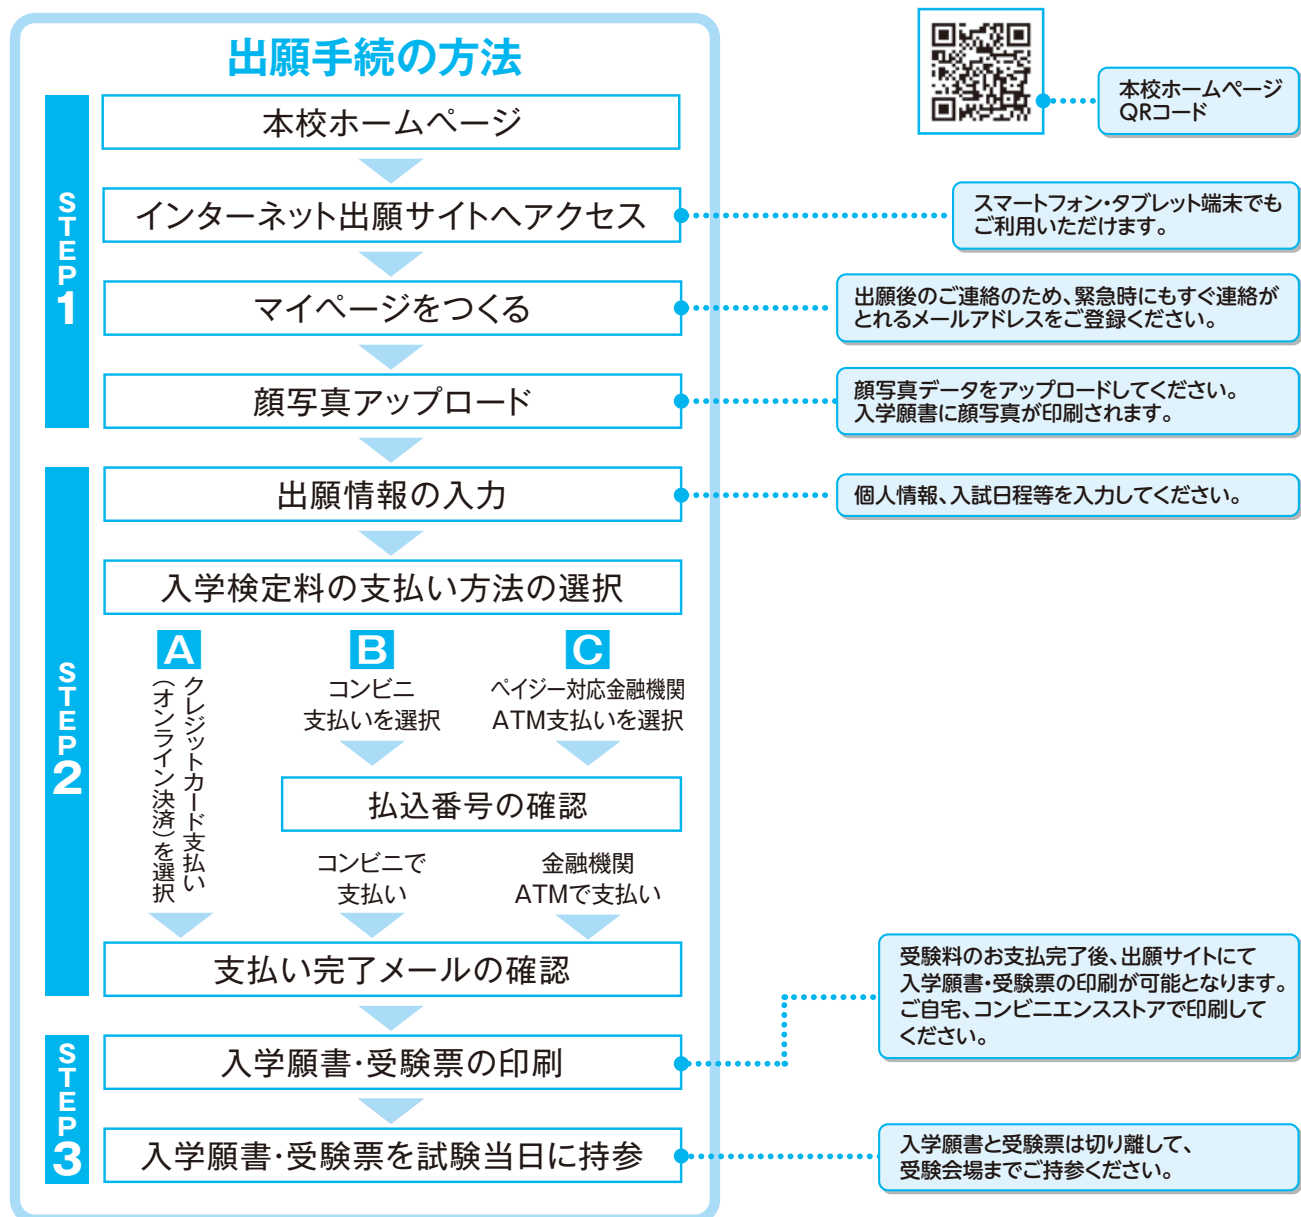 出願手続の方法
本校ホームページ
QRコード
STEP1
本校ホームページ
インターネット出願サイトへアクセス
スマートフォン・タブレット端末でも
ご利用いただけます。
マイページをつくる
出願後のご連絡のため、緊急時にもすぐ連絡が
とれるメールアドレスをご登録ください。
顔写真アップロード
顔写真データをアップロードしてください。
入学願書に顔写真が印刷されます。
STEP2
出願情報の入力
個人情報、入試日程等を入力してください。
入学検定料の支払い方法の選択
A
クレジットカード支払い
(オンライン決済)を選択
B
コンビニ
支払いを選択
C
ペイジー対応金融機関
ATM支払いを選択
払込番号の確認
コンビニで
支払い
金融機関
ATMで支払い
支払い完了メールの確認
STEP3
入学願書・受験票の印刷
受験料のお支払完了後、出願サイトにて
入学願書・受験票の印刷が可能となります。
ご自宅、コンビニエンスストアで印刷して
ください。
入学願書・受験票を試験当日に持参
入学願書と受験票は切り離して、
受験会場までご持参ください。